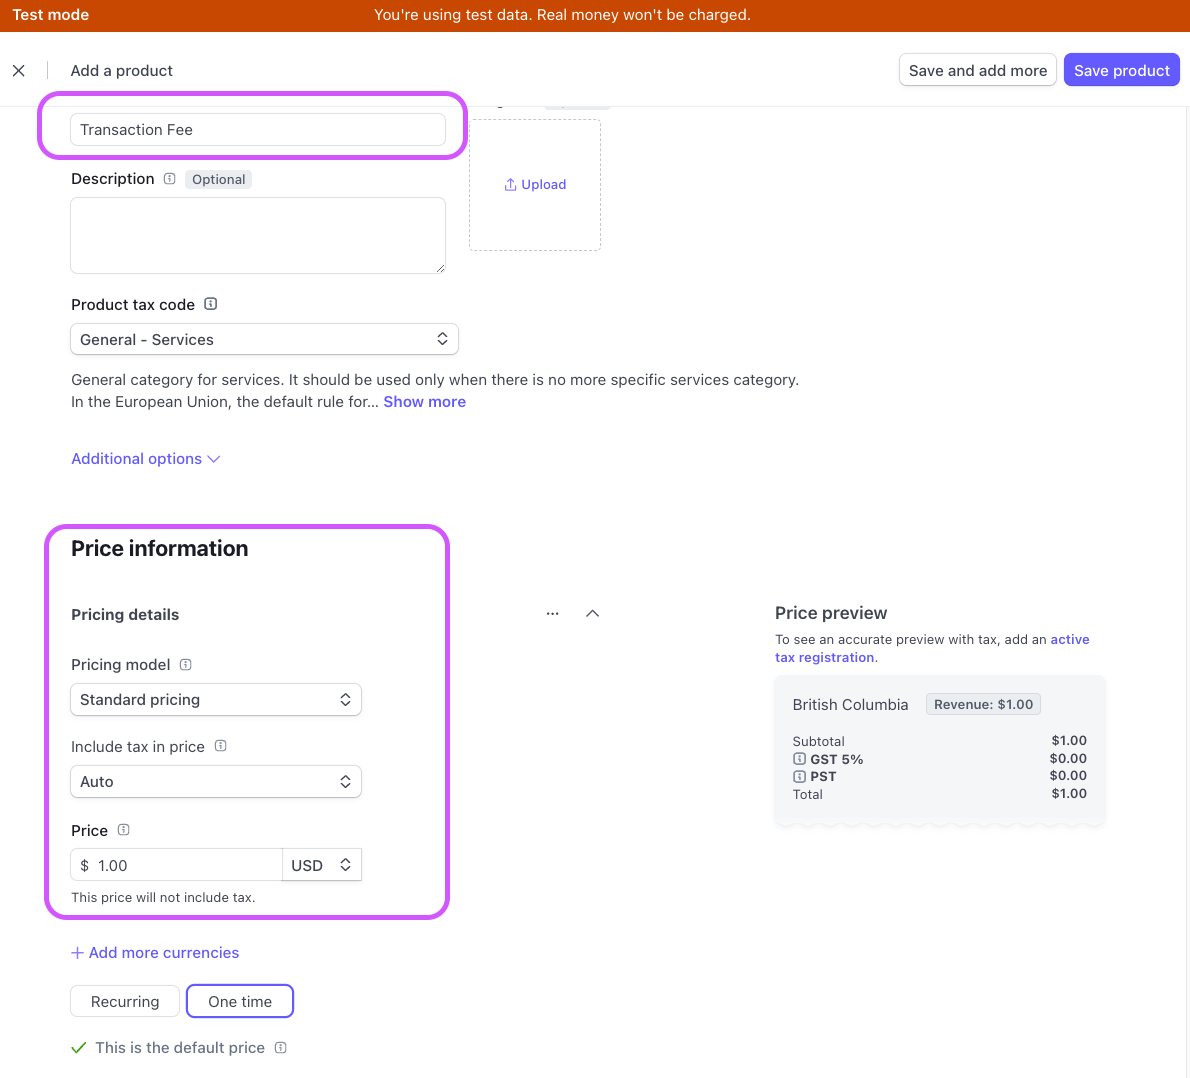 Test mode
You're using test data. Real money won't be charged.
Add a product
Save and add more
Save product
Transaction Fee
Description
Optional
Upload
Product tax code
General - Services
General category for services. It should be used only when there is no more specific services category.
In the European Union, the default rule for... Show more
Additional options
Price information
Pricing details
Pricing model
Standard pricing
Include tax in price
Auto
Price
$ 1.00 USD
This price will not include tax.
Add more currencies
Recurring
One time
This is the default price
Price preview
To see an accurate preview with tax, add an active
tax registration.
British Columbia Revenue: $1.00
Subtotal $1.00
GST 5% $0.00
PST $0.00
Total $1.00